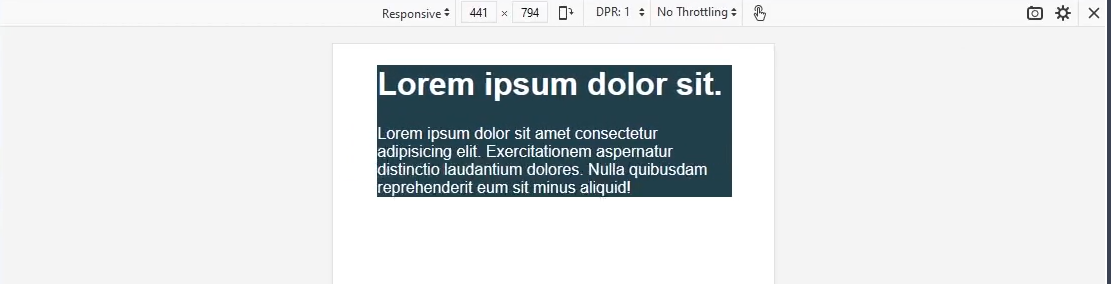 Responsive 441 × 794 DPR: 1 No Throttling
Lorem ipsum dolor sit.
Lorem ipsum dolor sit amet consectetur
adipisicing elit. Exercitationem aspernatur
distinctio laudantium dolores. Nulla quibusdam
reprehenderit eum sit minus aliquid!